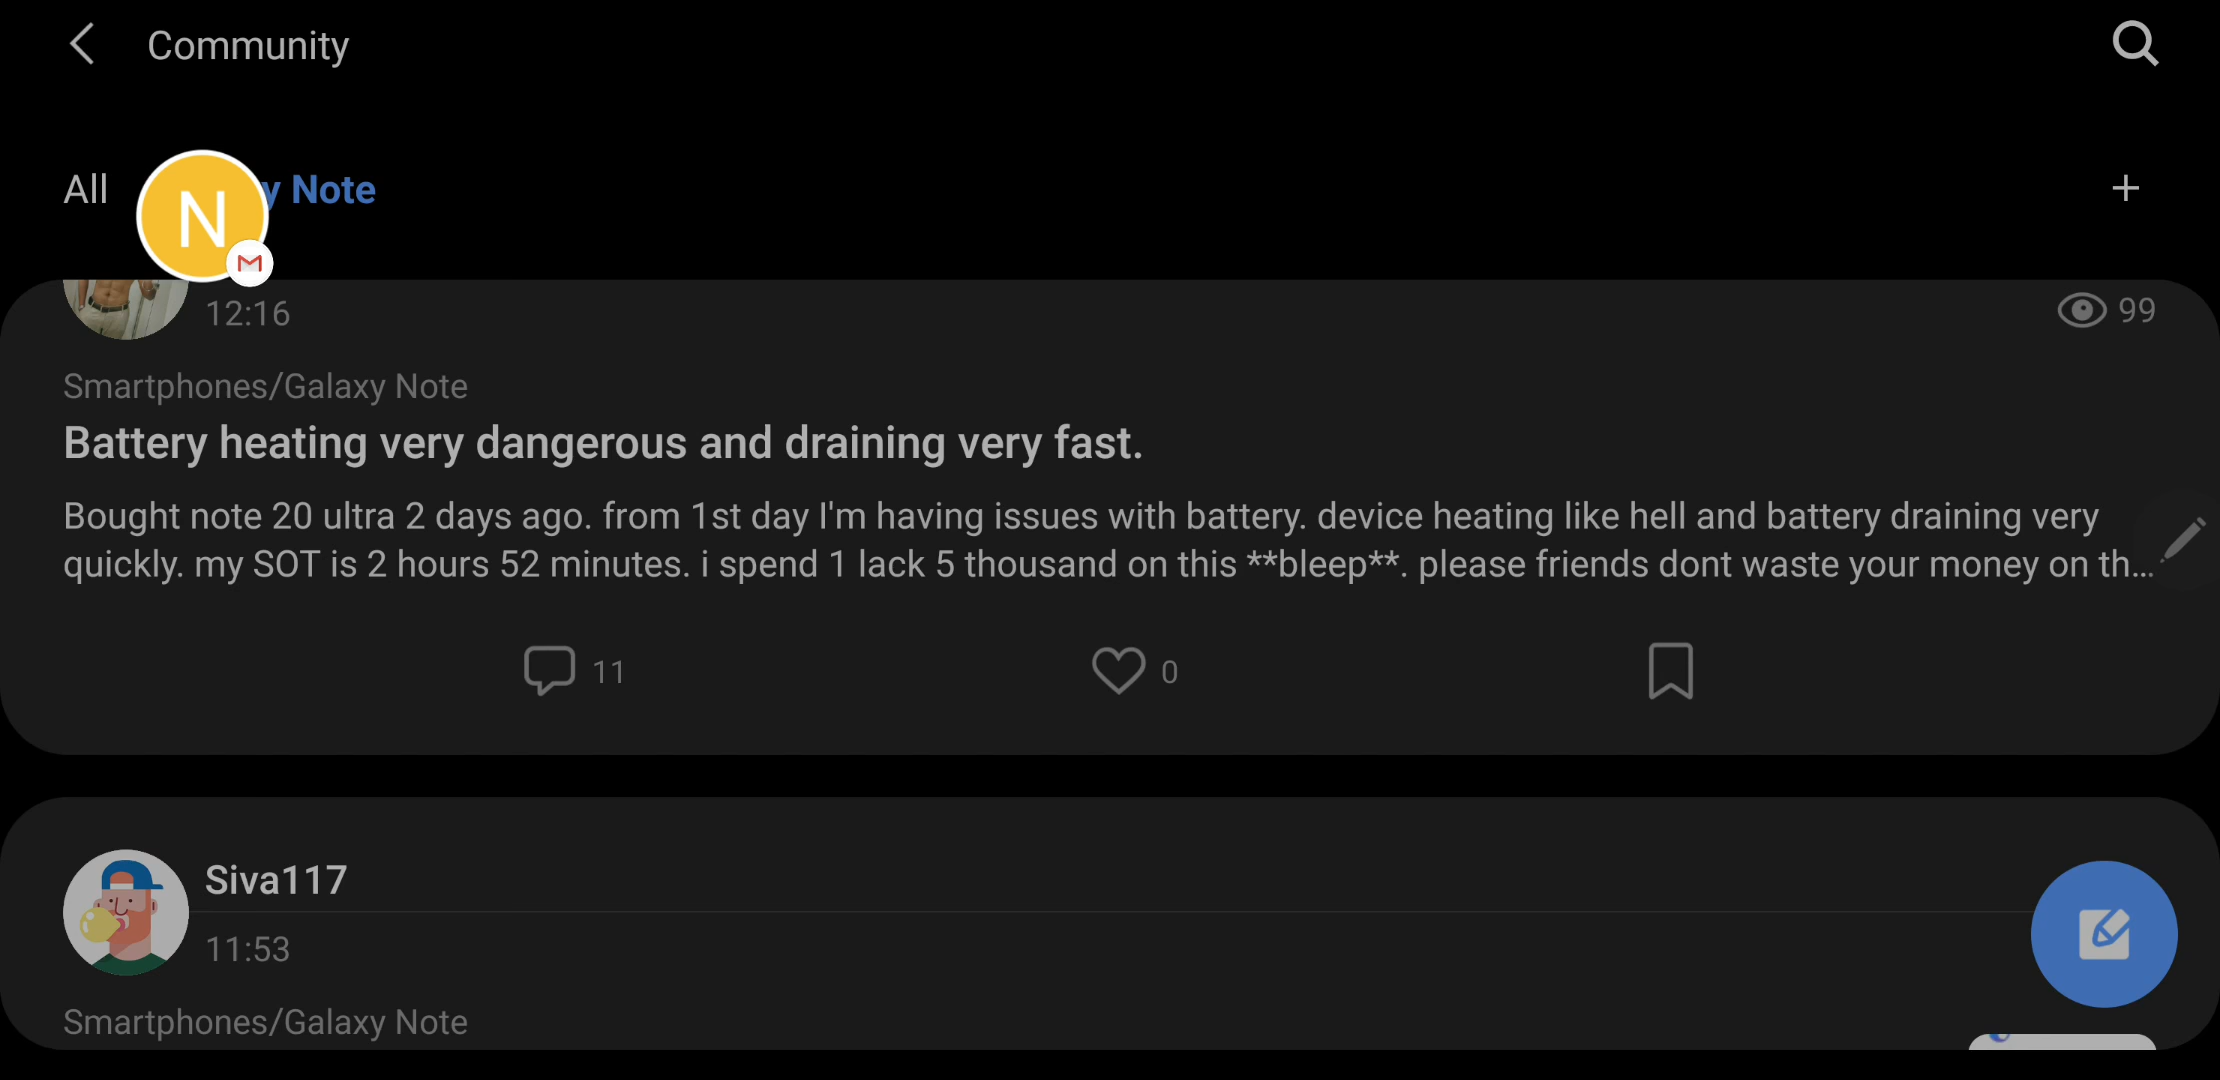 Community
All
N
y Note
12:16
99
Smartphones/Galaxy Note
Battery heating very dangerous and draining very fast.
Bought note 20 ultra 2 days ago. from 1st day I'm having issues with battery. device heating like hell and battery draining very
quickly. my SOT is 2 hours 52 minutes. i spend 1 lack 5 thousand on this **bleep**. please friends dont waste your money on th...
11
0
Siva117
11:53
Smartphones/Galaxy Note